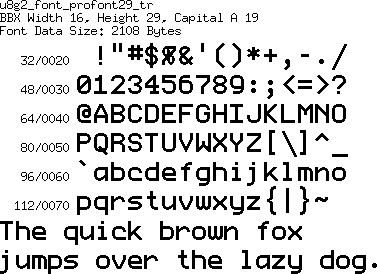 u8g2_font_profont29_tr
BBX Width 16, Height 29, Capital A 19
Font Data Size: 2108 Bytes
32/0020  !"#$%&'()*+,-./
48/0030 0123456789:;<=>?
64/0040 @ABCDEFGHIJKLMNO
80/0050 PQRSTUVWXYZ[\]^_
96/0060 `abcdefghijklmno
112/0070 pqrstuvwxyz{|}~
The quick brown fox
jumps over the lazy dog.